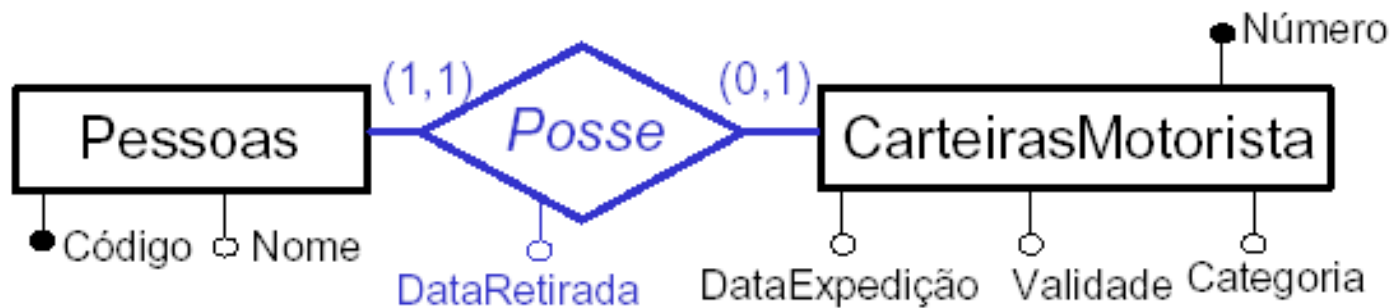 Número
(1,1)
(0,1)
Pessoas
Posse
CarteirasMotorista
Código
Nome
DataRetirada
DataExpedição
Validade
Categoria